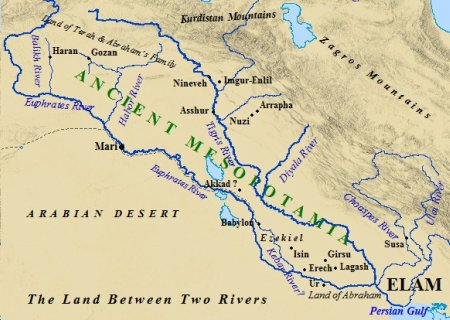 Kurdistan Mountains
Land of Terah & Abraham's Family
Balikh River
Haran
Gozan
Zagros Mountains
Nineveh
Imgur-Enlil
Habor River
Euphrates River
ANCIENT MESOPOTAMIA
Asshur
Arrapha
Nuzi
Tigris River
Mari
Diyala River
Euphrates River
Akkad ?
Choaspes River
Ulai River
ARABIAN DESERT
Babylon
Ezekiel
Kebar River?
Susa
Isin
Girsu
Erech
Lagash
Ur
ELAM
Land of Abraham
The Land Between Two Rivers
Persian Gulf